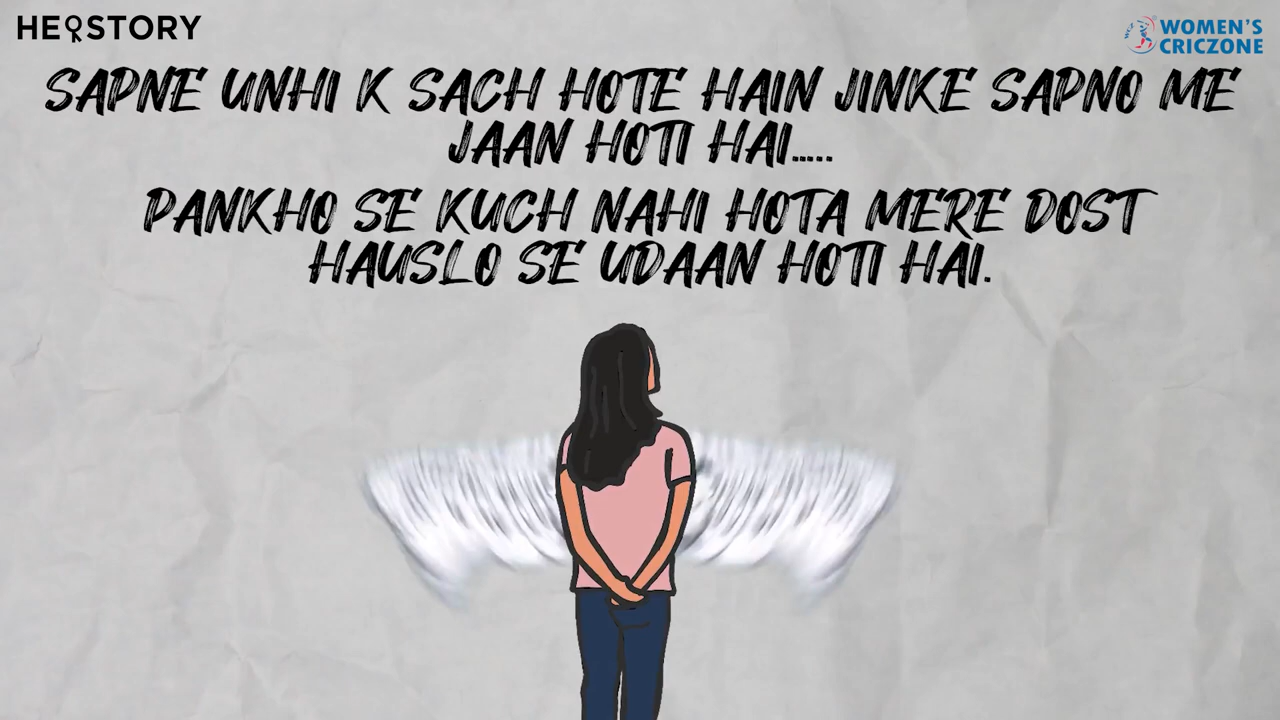 HERSTORY
WOMEN'S
CRICZONE
SAPNE UNHI K SACH HOTE HAIN JINKE SAPNO ME
JAAN HOTI HAI.....
PANKHO SE KUCH NAHI HOTA MERE DOST
HAUSLO SE UDAAN HOTI HAI.